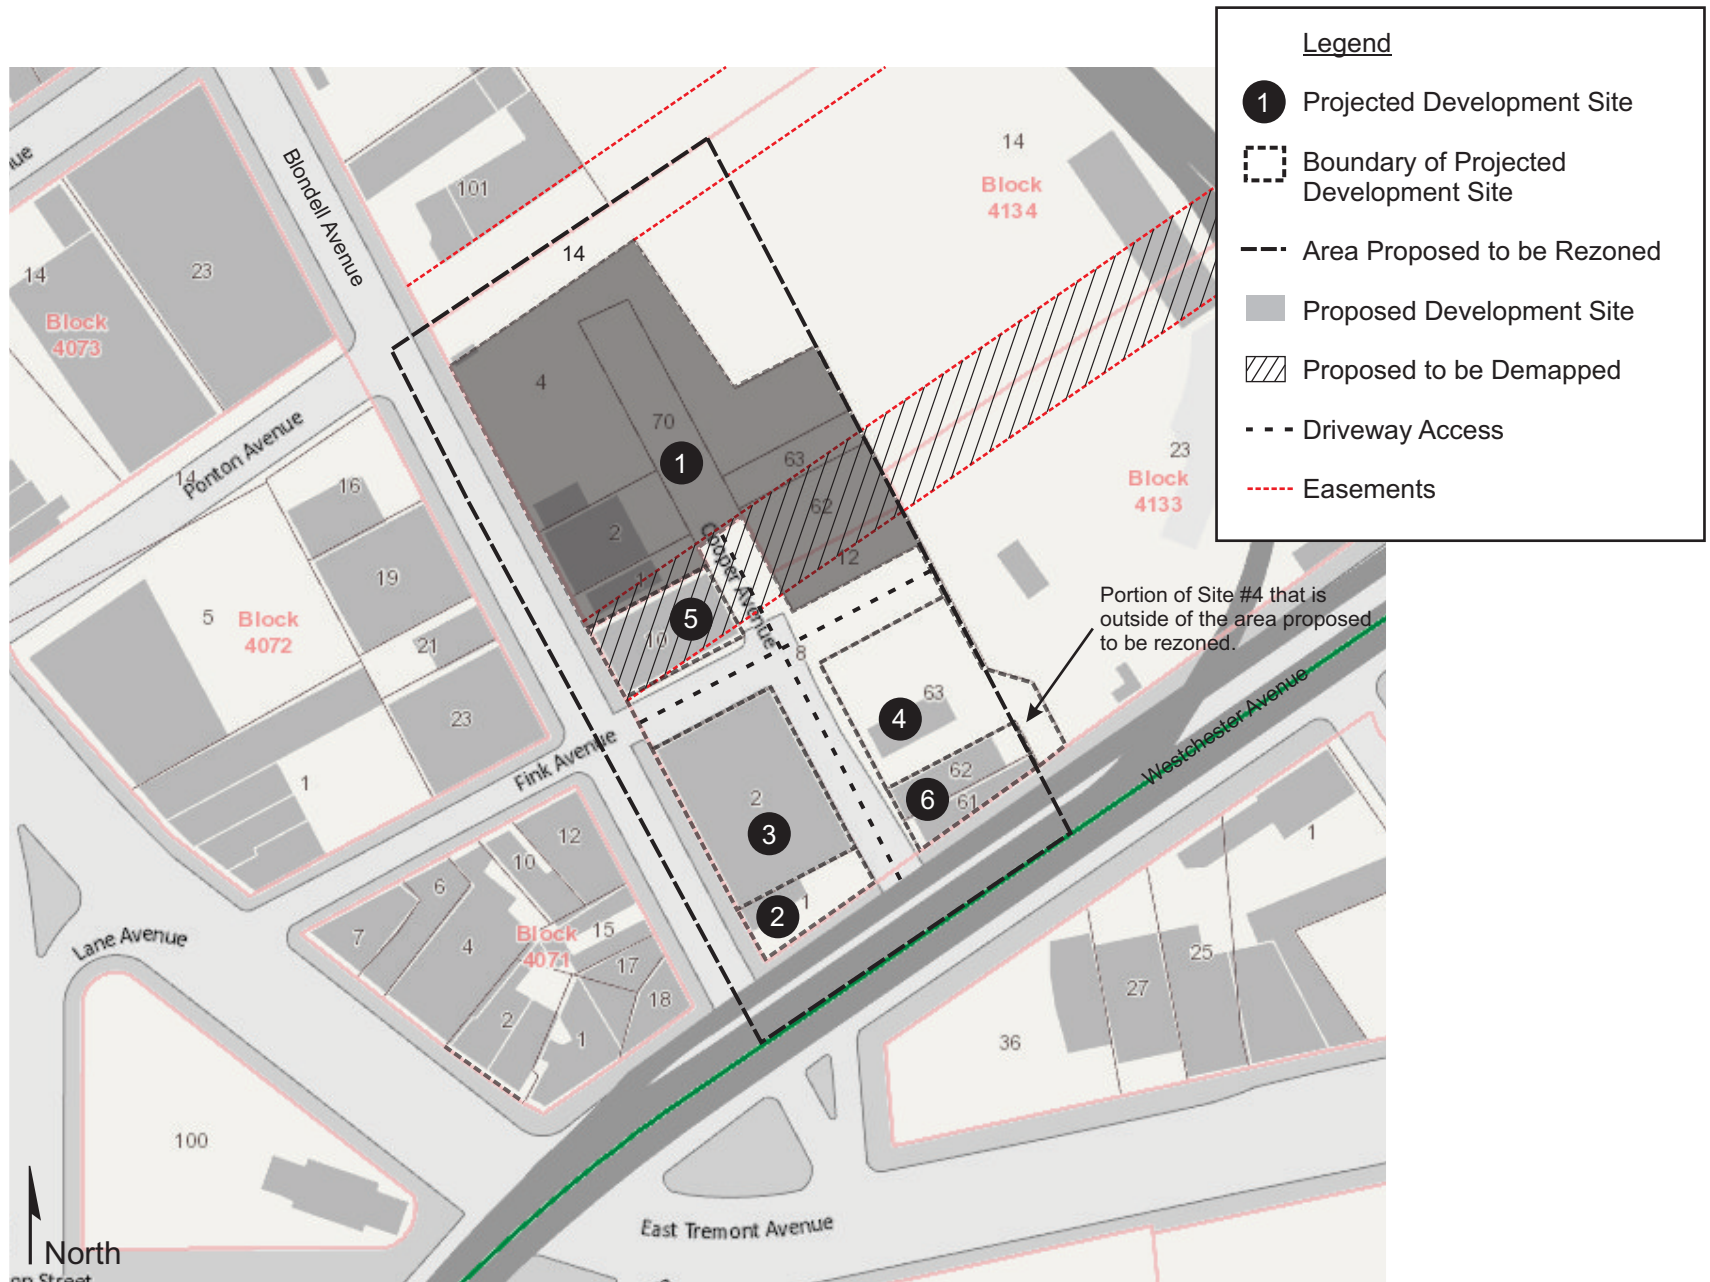 Legend
1 Projected Development Site
Boundary of Projected
Development Site
Area Proposed to be Rezoned
Proposed Development Site
Proposed to be Demapped
Driveway Access
Easements
Blondell Avenue
101
14
Block
4134
14
23
14
Block
4073
4
70
1
63
62
12
2
Cooper Avenue
5
10
8
23
Block
4133
Portion of Site #4 that is
outside of the area proposed
to be rezoned.
Ponton Avenue
14
16
19
5
Block
4072
21
23
1
Fink Avenue
63
4
62
6
61
2
3
2
1
Westchester Avenue
12
10
6
7
4
Block
4071
15
17
18
2
1
Lane Avenue
100
1
25
27
36
East Tremont Avenue
North